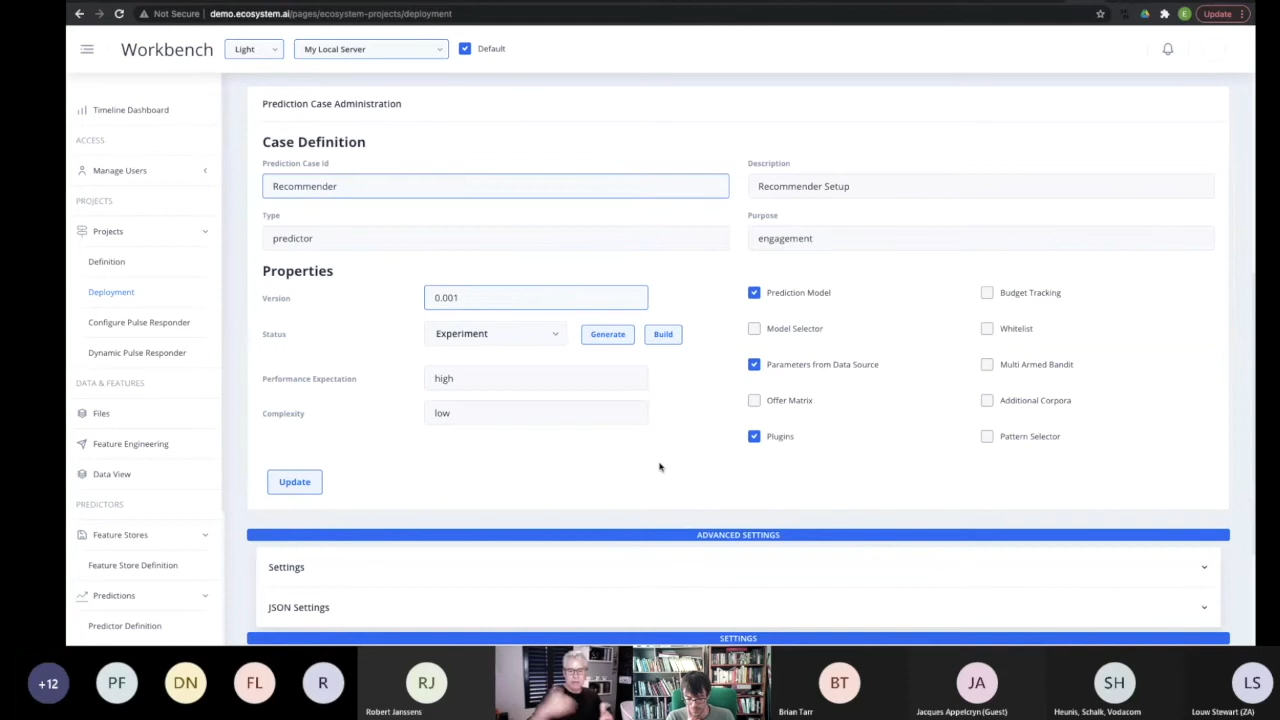 Not Secure | demo.ecosystem.ai/pages/ecosystem-projects/deployment
E
Update
Workbench
Light
My Local Server
Default
Timeline Dashboard
ACCESS
Manage Users
PROJECTS
Projects
Definition
Deployment
Configure Pulse Responder
Dynamic Pulse Responder
DATA & FEATURES
Files
Feature Engineering
Data View
PREDICTORS
Feature Stores
Feature Store Definition
Predictions
Predictor Definition
Prediction Case Administration
Case Definition
Prediction Case Id
Description
Recommender
Recommender Setup
Type
Purpose
predictor
engagement
Properties
Version
0.001
Status
Experiment
Generate
Build
Performance Expectation
high
Complexity
low
Prediction Model
Budget Tracking
Model Selector
Whitelist
Parameters from Data Source
Multi Armed Bandit
Offer Matrix
Additional Corpora
Plugins
Pattern Selector
Update
ADVANCED SETTINGS
Settings
JSON Settings
SETTINGS
+12
PF
DN
FL
R
RJ
BT
JA
SH
LS
Robert Janssens
Brian Tarr
Jacques Appelcryn(Guest)
Heunis, Schalk, Vodacom
Louw Stewart (ZA)